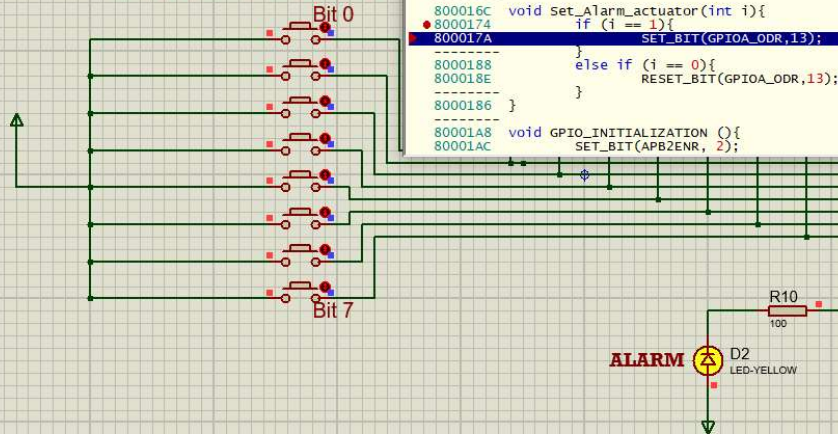 Bit 0
800016C void Set_Alarm_actuator(int i){
8000174 if (i == 1){
800017A SET_BIT(GPIOA_ODR,13);
-------- }
8000188 else if (i == 0){
800018E RESET_BIT(GPIOA_ODR,13);
-------- }
8000186 }
--------
80001A8 void GPIO_INITIALIZATION (){
80001AC SET_BIT(APB2ENR, 2);
Bit 7
R10
100
ALARM
D2
LED-YELLOW